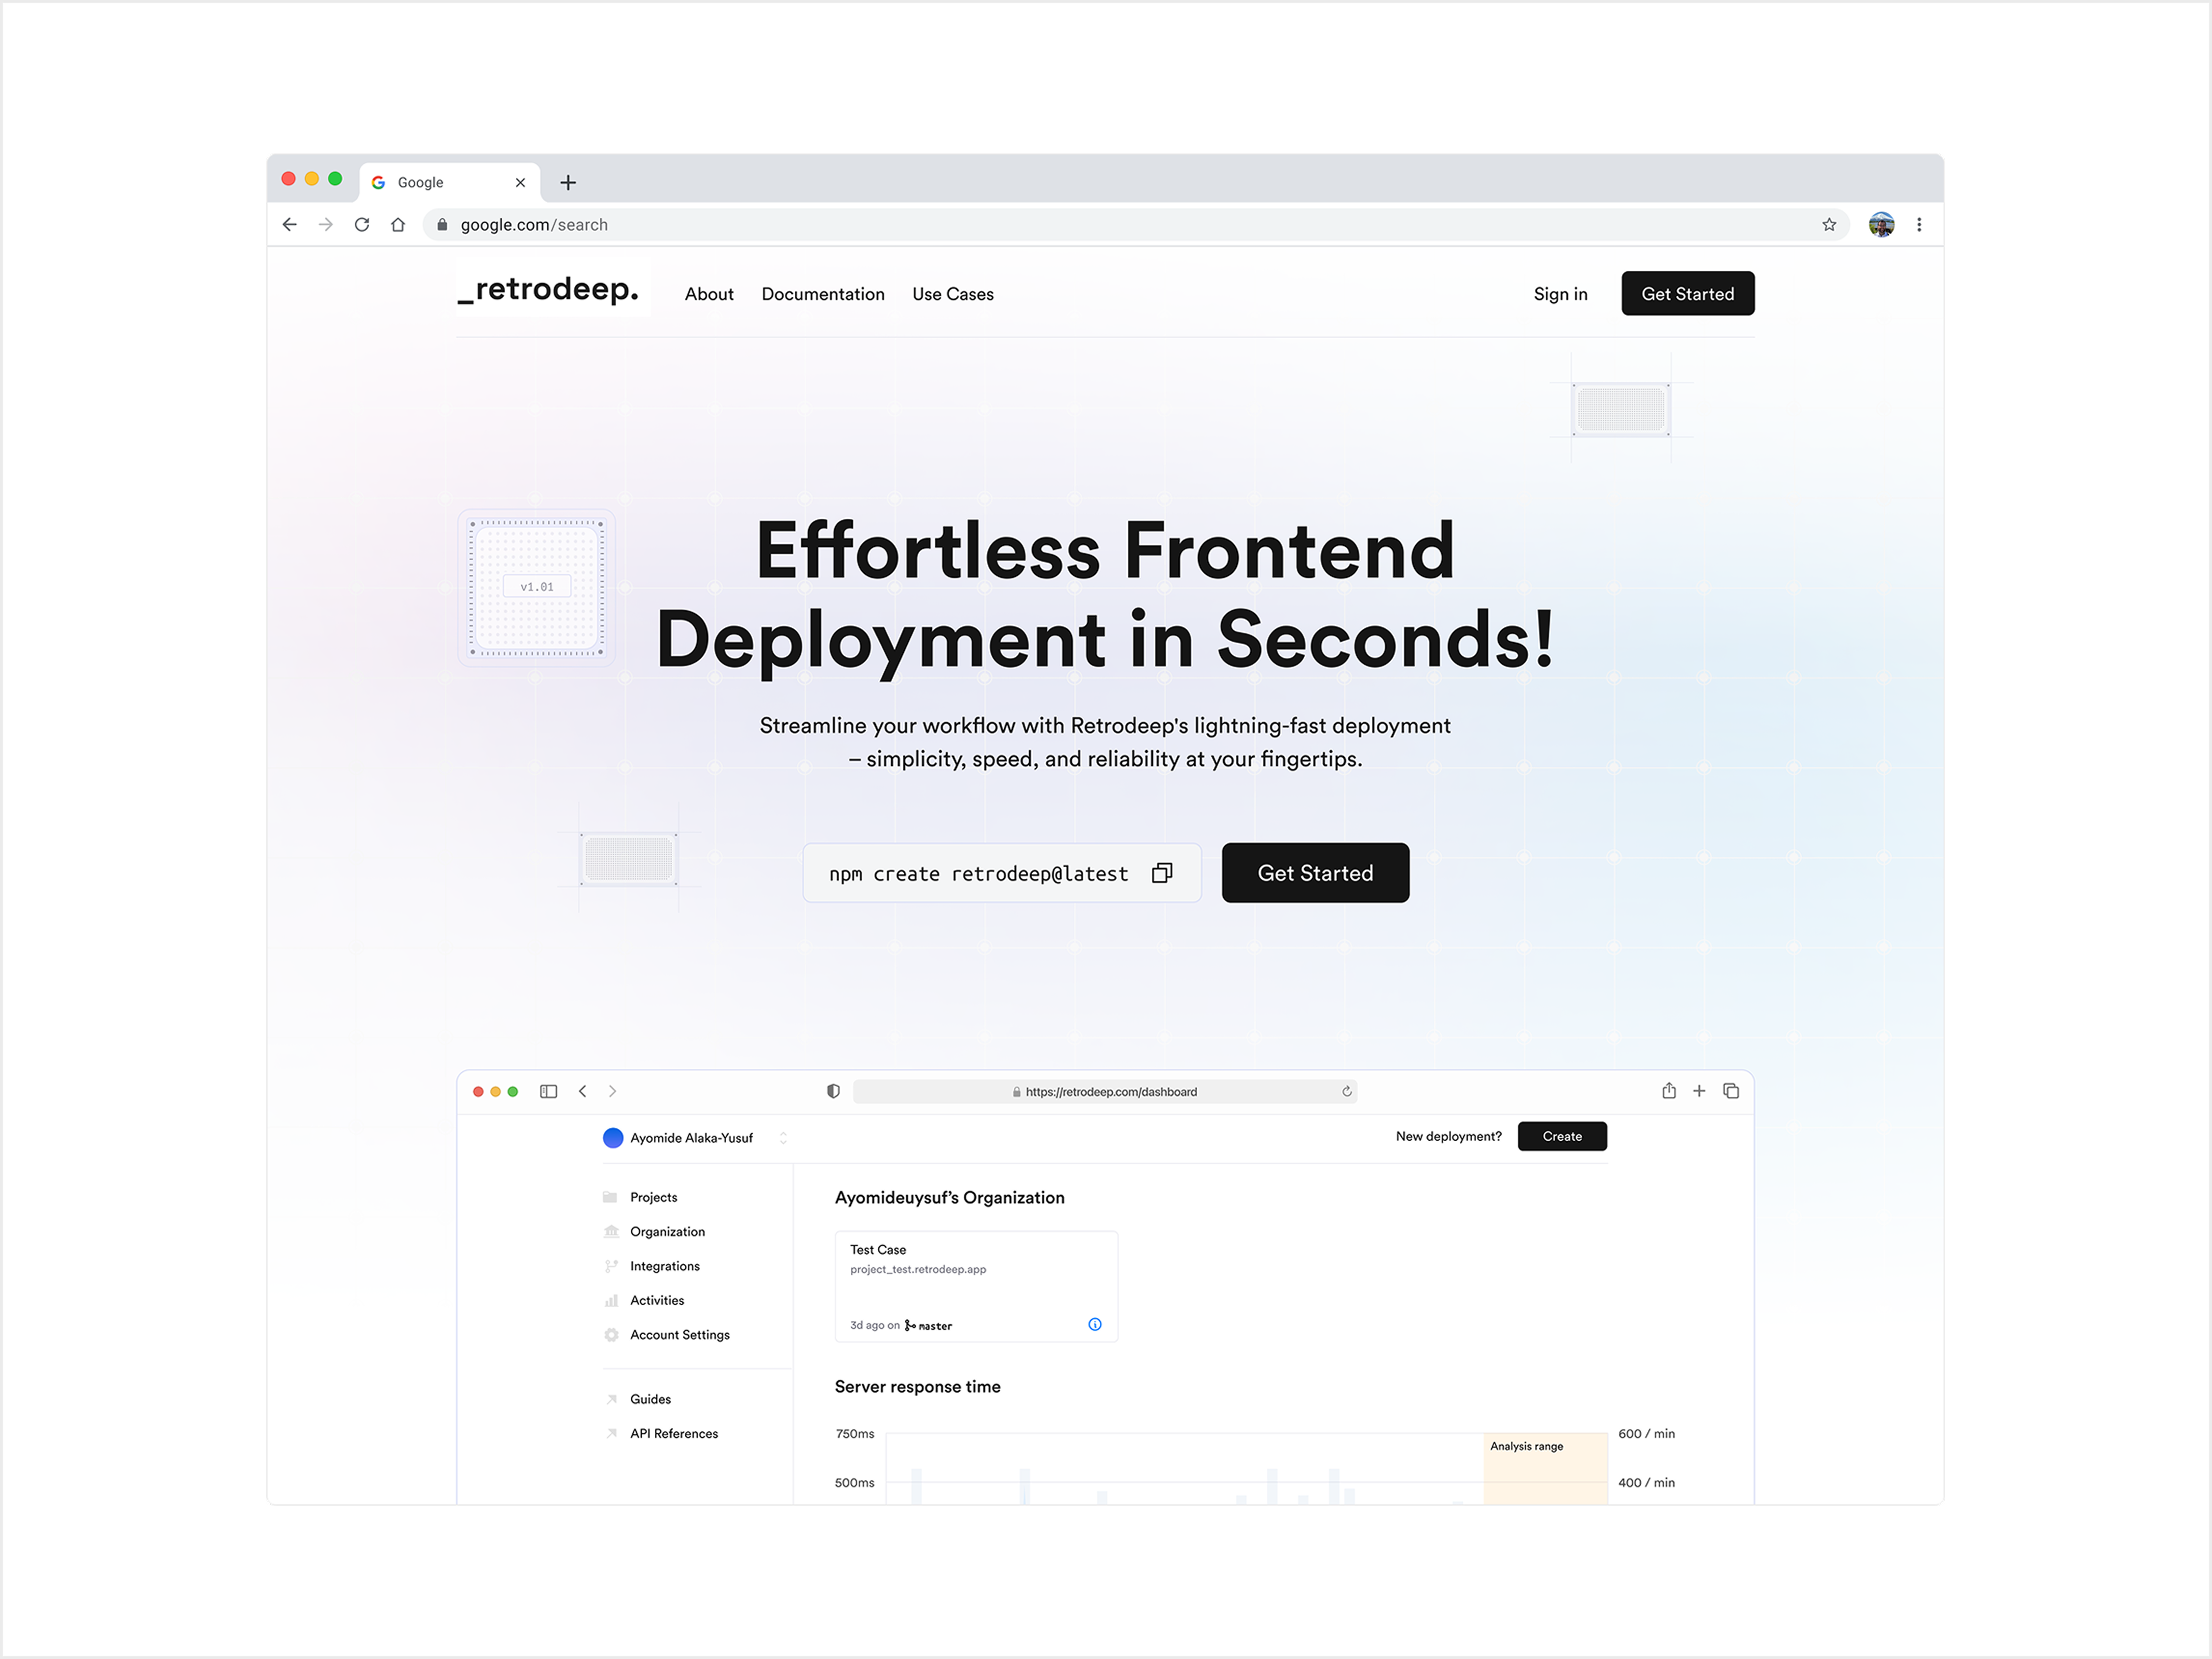 Google
google.com/search
_retrodeep.
About
Documentation
Use Cases
Sign in
Get Started
v1.01
Effortless Frontend
Deployment in Seconds!
Streamline your workflow with Retrodeep's lightning-fast deployment
– simplicity, speed, and reliability at your fingertips.
npm create retrodeep@latest
Get Started
https://retrodeep.com/dashboard
Ayomide Alaka-Yusuf
New deployment?
Create
Projects
Organization
Integrations
Activities
Account Settings
Guides
API References
Ayomideuysuf’s Organization
Test Case
project_test.retrodeep.app
3d ago on master
Server response time
750ms
Analysis range
600 / min
500ms
400 / min